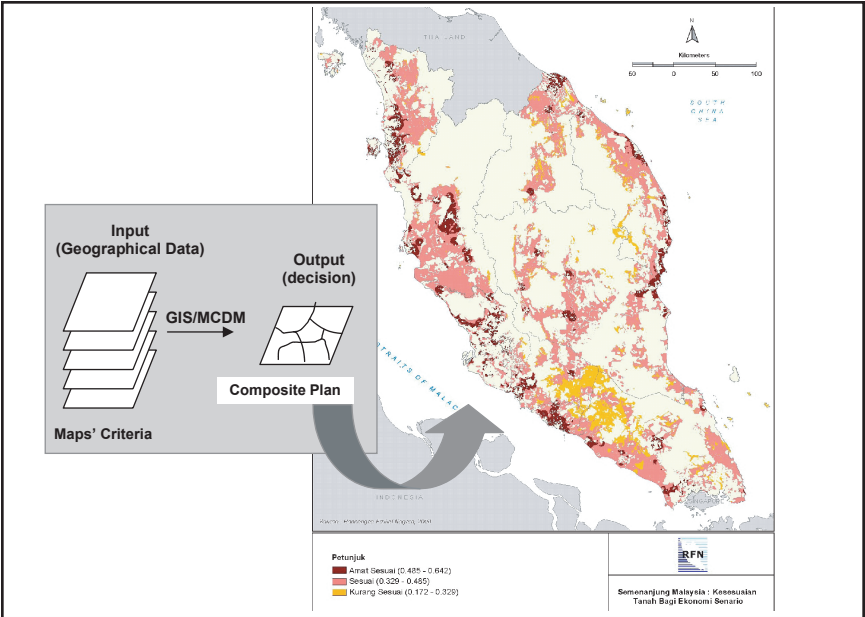 THAILAND
N
Kilometers
50 0 50 100
SOUTH
CHINA
SEA
Input
(Geographical Data)
Output
(decision)
GIS/MCDM
Composite Plan
Maps' Criteria
STRAITS OF MALAC
INDONESIA
SINGAPURA
Petunjuk
Amat Sesuai (0.485 - 0.642)
Sesuai (0.329 - 0.485)
Kurang Sesuai (0.172 - 0.329)
RFN
Semenanjung Malaysia : Kesesuaian
Tanah Bagi Ekonomi Senario